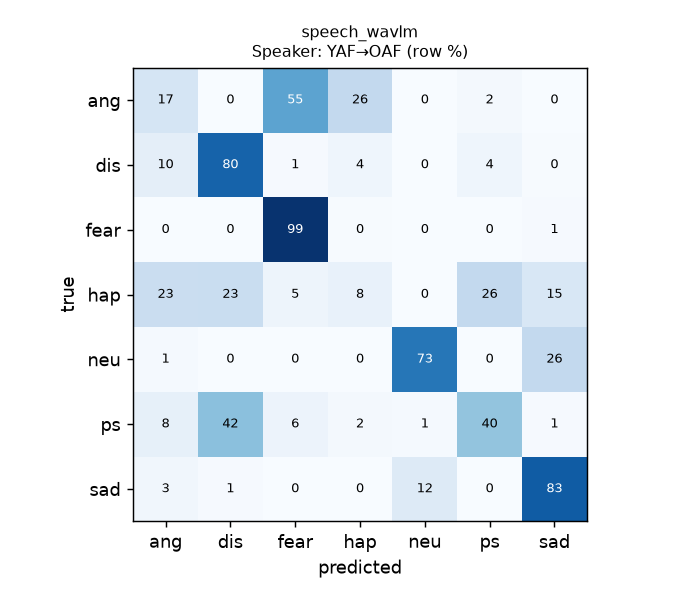 speech_wavlm
Speaker: YAF→OAF (row %)
ang 17 0 55 26 0 2 0
dis 10 80 1 4 0 4 0
fear 0 0 99 0 0 0 1
hap 23 23 5 8 0 26 15
neu 1 0 0 0 73 0 26
ps 8 42 6 2 1 40 1
sad 3 1 0 0 12 0 83
ang dis fear hap neu ps sad
predicted
true